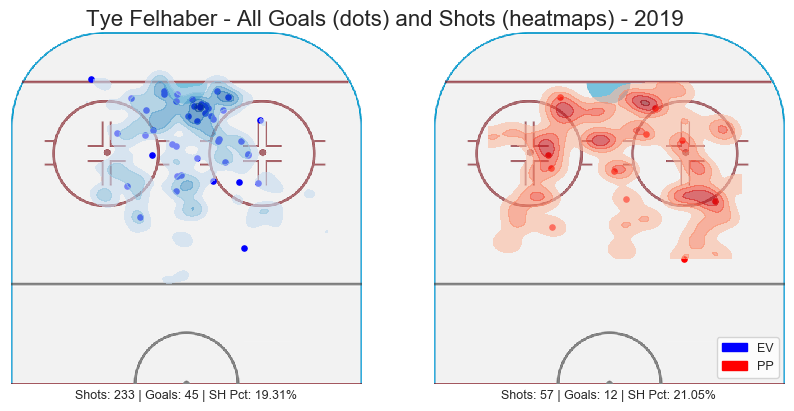 Tye Felhaber - All Goals (dots) and Shots (heatmaps) - 2019
EV
PP
Shots: 233 | Goals: 45 | SH Pct: 19.31%
Shots: 57 | Goals: 12 | SH Pct: 21.05%